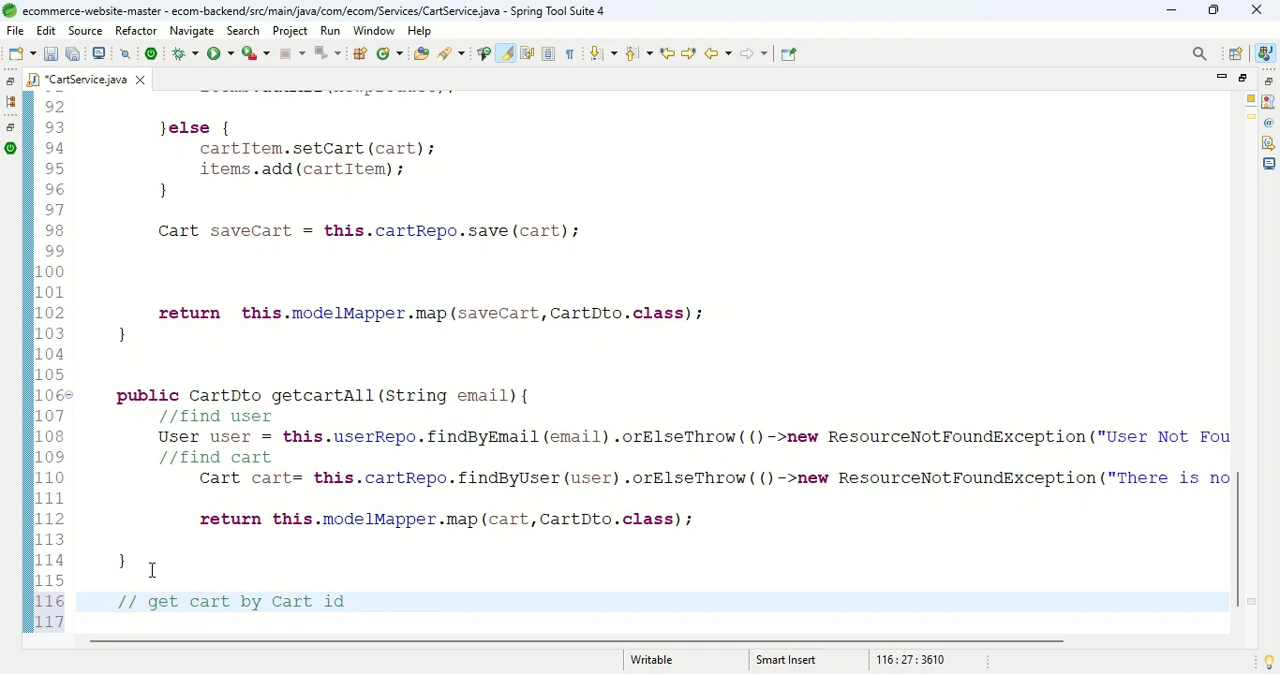 ecommerce-website-master - ecom-backend/src/main/java/com/ecom/Services/CartService.java - Spring Tool Suite 4
File Edit Source Refactor Navigate Search Project Run Window Help
*CartService.java
92
93 }else {
94 cartItem.setCart(cart);
95 items.add(cartItem);
96 }
97
98 Cart saveCart = this.cartRepo.save(cart);
99
100
101
102 return this.modelMapper.map(saveCart,CartDto.class);
103 }
104
105
106 public CartDto getcartAll(String email){
107 //find user
108 User user = this.userRepo.findByEmail(email).orElseThrow(()->new ResourceNotFoundException("User Not Fou
109 //find cart
110 Cart cart= this.cartRepo.findByUser(user).orElseThrow(()->new ResourceNotFoundException("There is no
111
112 return this.modelMapper.map(cart,CartDto.class);
113
114 }
115
116 // get cart by Cart id
117
Writable Smart Insert 116 : 27 : 3610